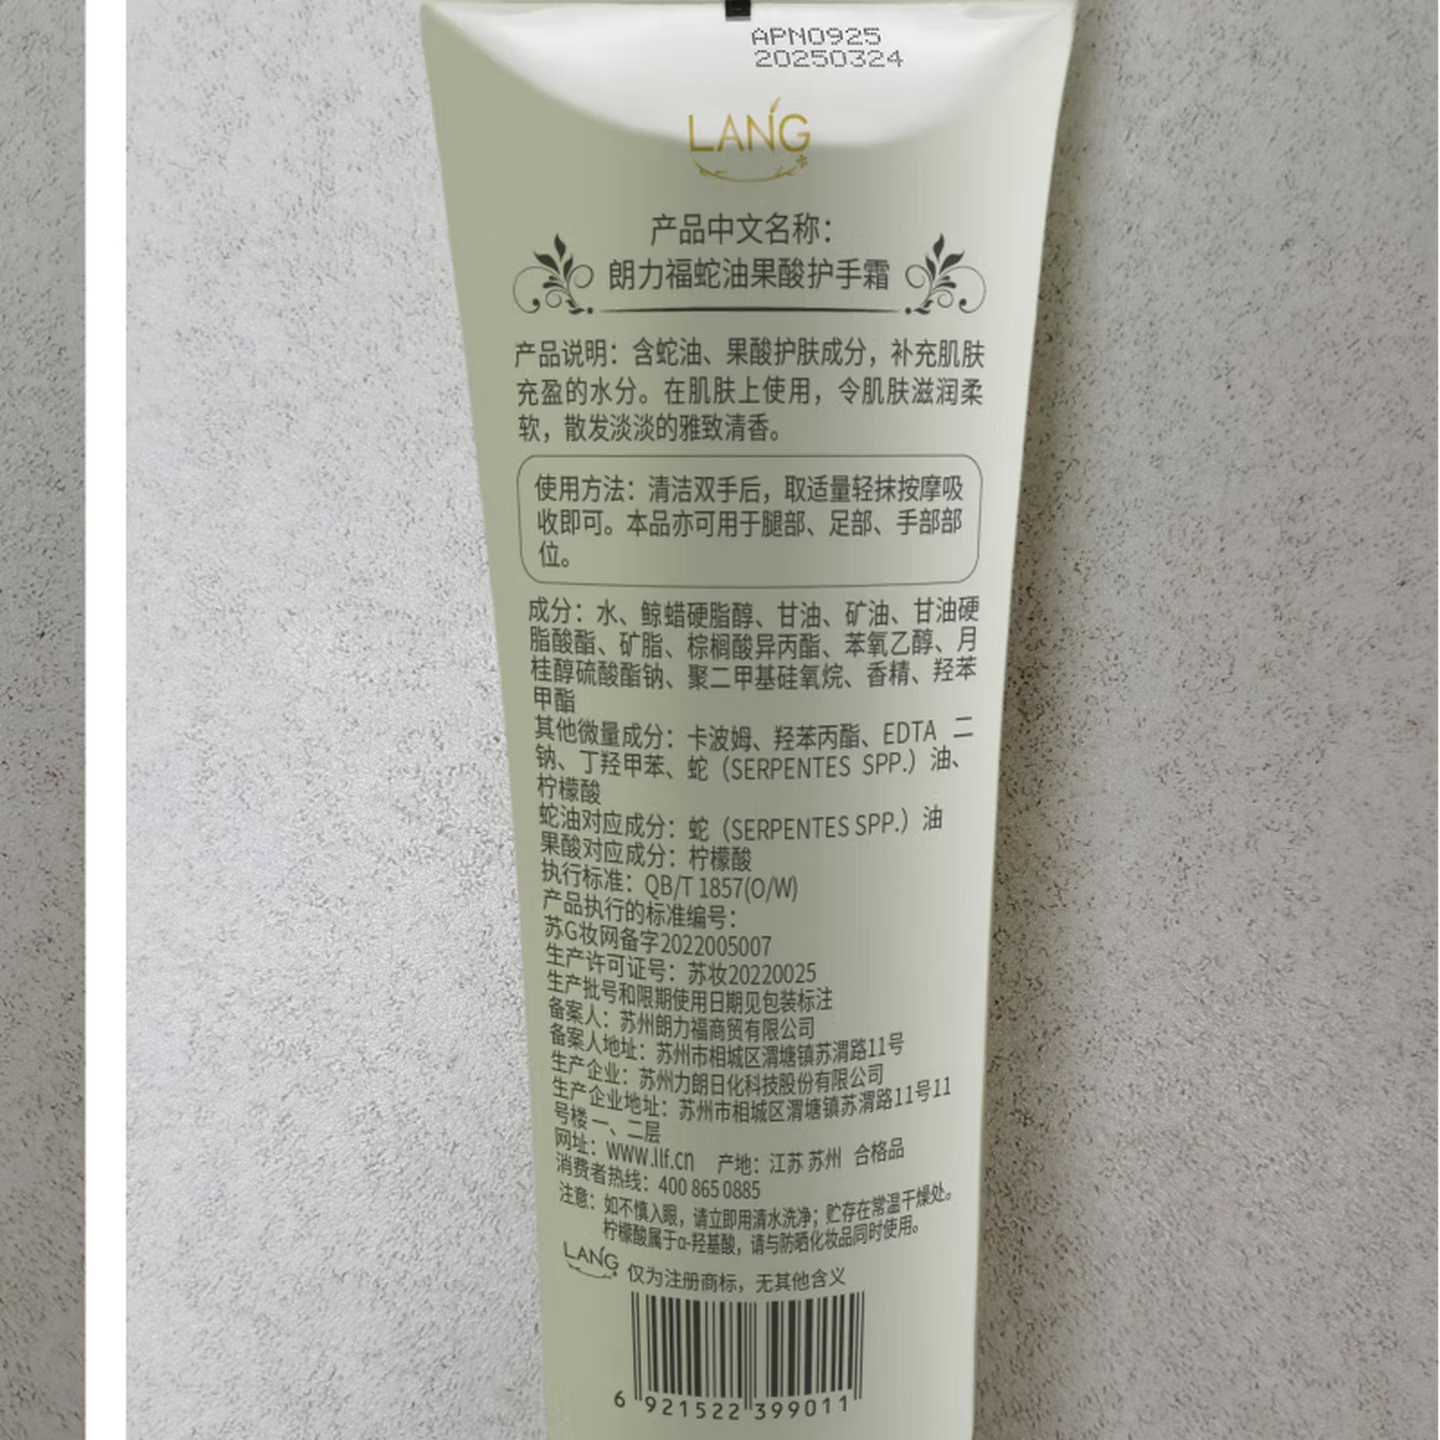 APN0925
20250324
LANG
产品中文名称：
朗力福蛇油果酸护手霜
产品说明：含蛇油、果酸护肤成分，补充肌肤
充盈的水分。在肌肤上使用，令肌肤滋润柔
软，散发淡淡的雅致清香。
使用方法：清洁双手后，取适量轻抹按摩吸
收即可。本品亦可用于腿部、足部、手部部
位。
成分：水、鲸蜡硬脂醇、甘油、矿油、甘油硬
脂酸酯、矿脂、棕榈酸异丙酯、苯氧乙醇、月
桂醇硫酸酯钠、聚二甲基硅氧烷、香精、羟苯
甲酯
其他微量成分：卡波姆、羟苯丙酯、EDTA 二
钠、丁羟甲苯、蛇（SERPENTES SPP.）油、
柠檬酸
蛇油对应成分：蛇（SERPENTES SPP.）油
果酸对应成分：柠檬酸
执行标准：QB/T 1857(O/W)
产品执行的标准编号：
苏G妆网备字2022005007
生产许可证号：苏妆20220025
生产批号和限期使用日期见包装标注
备案人：苏州朗力福商贸有限公司
备案人地址：苏州市相城区渭塘镇苏渭路11号
生产企业：苏州力朗日化科技股份有限公司
生产企业地址：苏州市相城区渭塘镇苏渭路11号11
号楼一、二层
网址：www.llf.cn 产地：江苏 苏州 合格品
消费者热线：400 865 0885
注意：如不慎入眼，请立即用清水洗净；贮存在常温干燥处。
柠檬酸属于α-羟基酸，请与防晒化妆品同时使用。
LANG 仅为注册商标，无其他含义
6 921522 399011